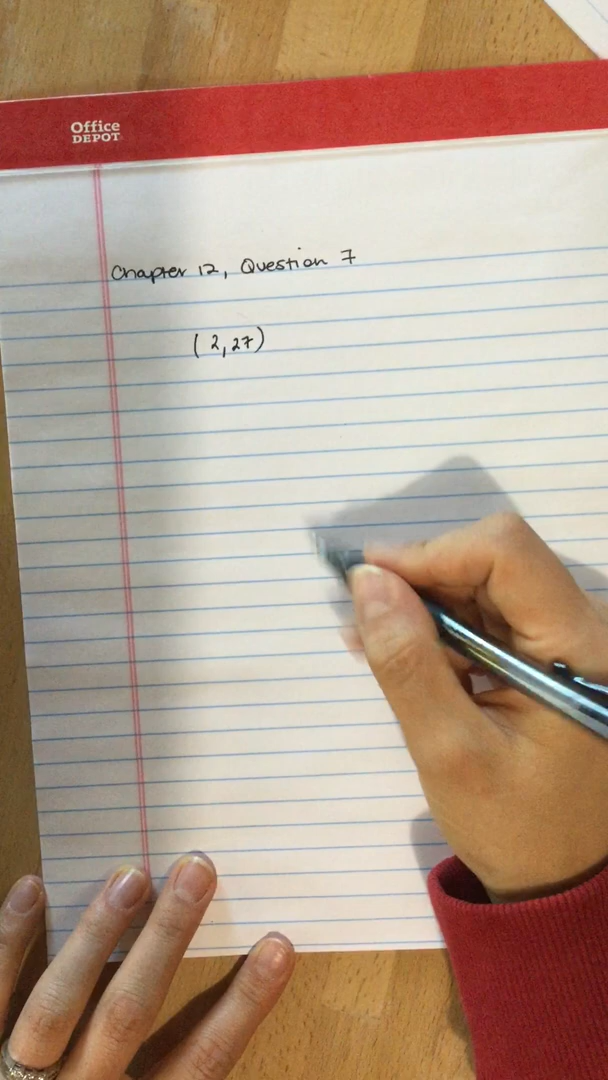 Office
DEPOT
Chapter 12, Question 7
(2,27)